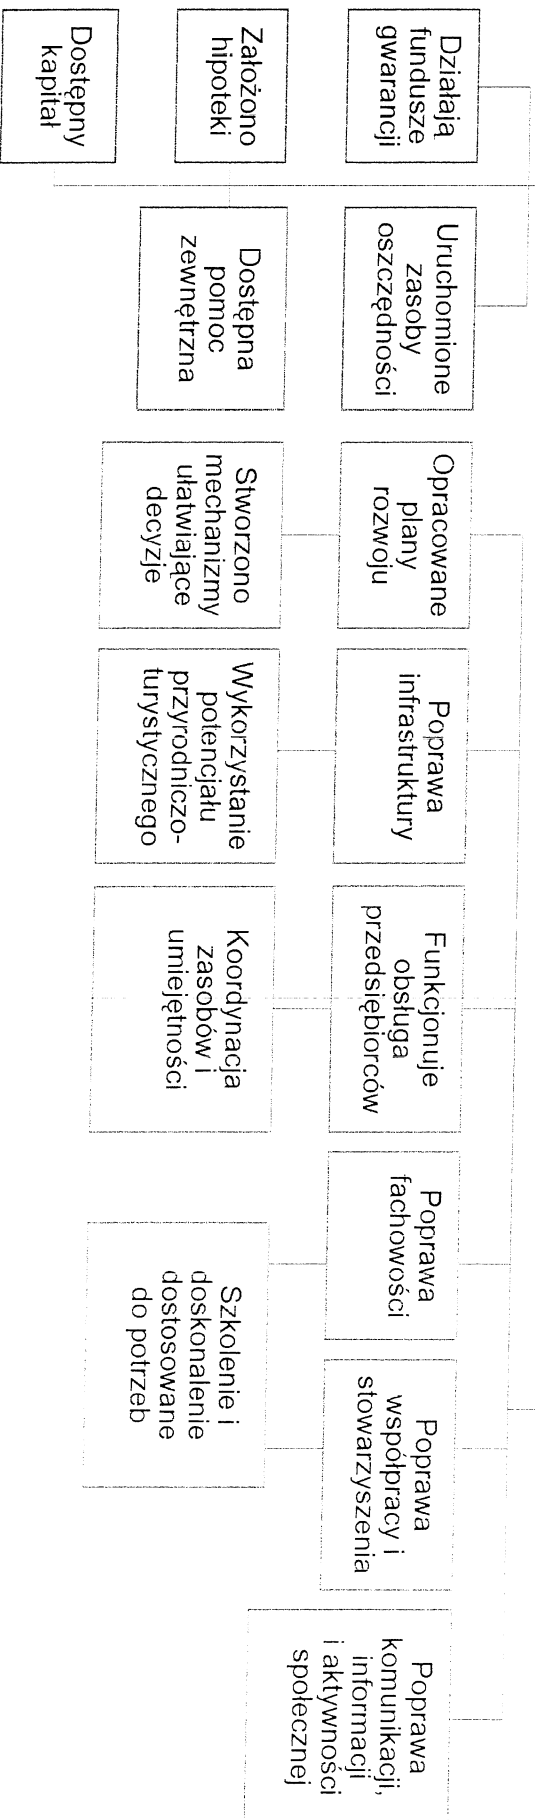 Działają
fundusze
gwarancji
Uruchomione
zasoby
oszczędności
Opracowane
plany
rozwoju
Poprawa
infrastruktury
Funkcjonuje
obsługa
przedsiębiorców
Poprawa
fachowości
Poprawa
współpracy i
stowarzyszenia
Poprawa
komunikacji,
informacji
i aktywności
społecznej
Założono
hipoteki
Dostępna
pomoc
zewnętrzna
Stworzono
mechanizmy
ułatwiające
decyzje
Wykorzystanie
potencjału
przyrodniczo-
turystycznego
Koordynacja
zasobów i
umiejętności
Szkolenie i
doskonalenie
dostosowane
do potrzeb
Dostępny
kapitał